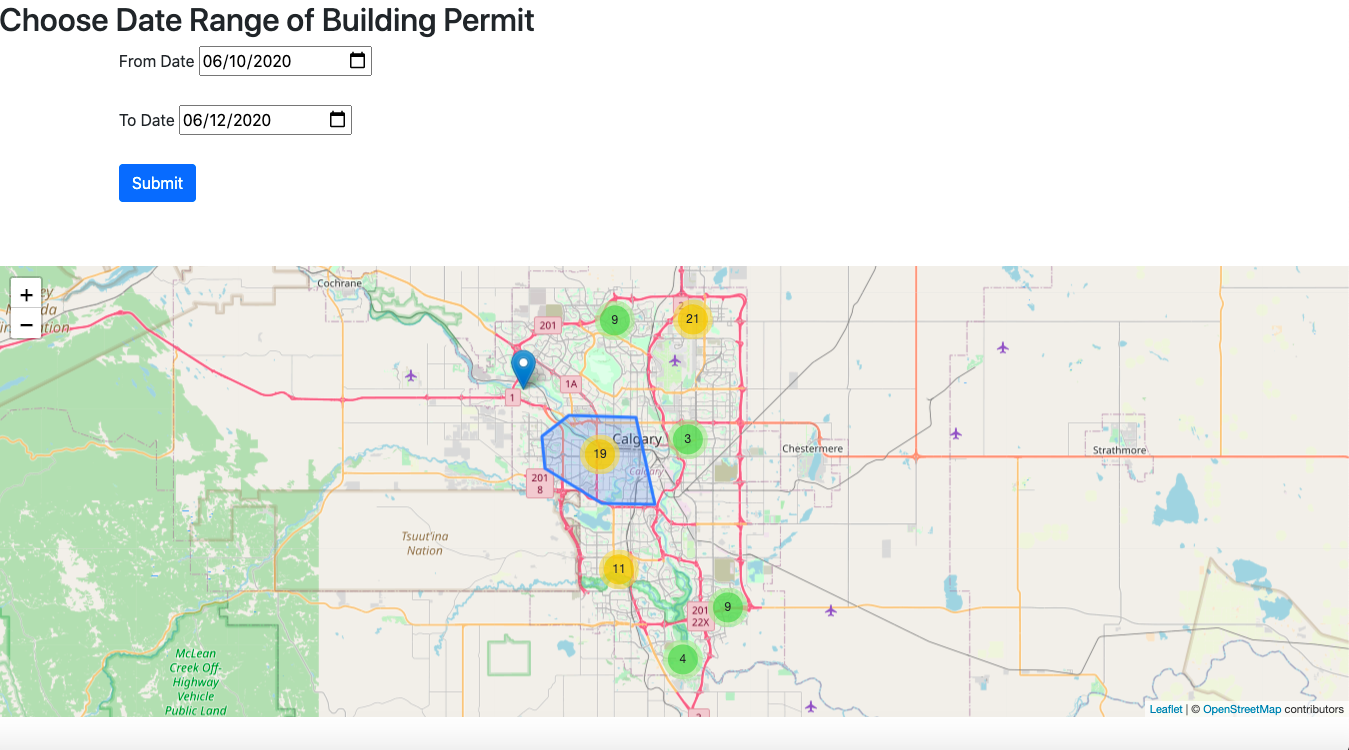 Choose Date Range of Building Permit
From Date 06/10/2020
To Date 06/12/2020
Submit
+
−
Cochrane
201
9
2
21
1A
1
Calgary
3
19
Calgary
Chestermere
Strathmore
201
8
Tsuut'ina
Nation
11
201
22X
9
4
McLean
Creek Off-
Highway
Vehicle
Public Land
Leaflet | © OpenStreetMap contributors